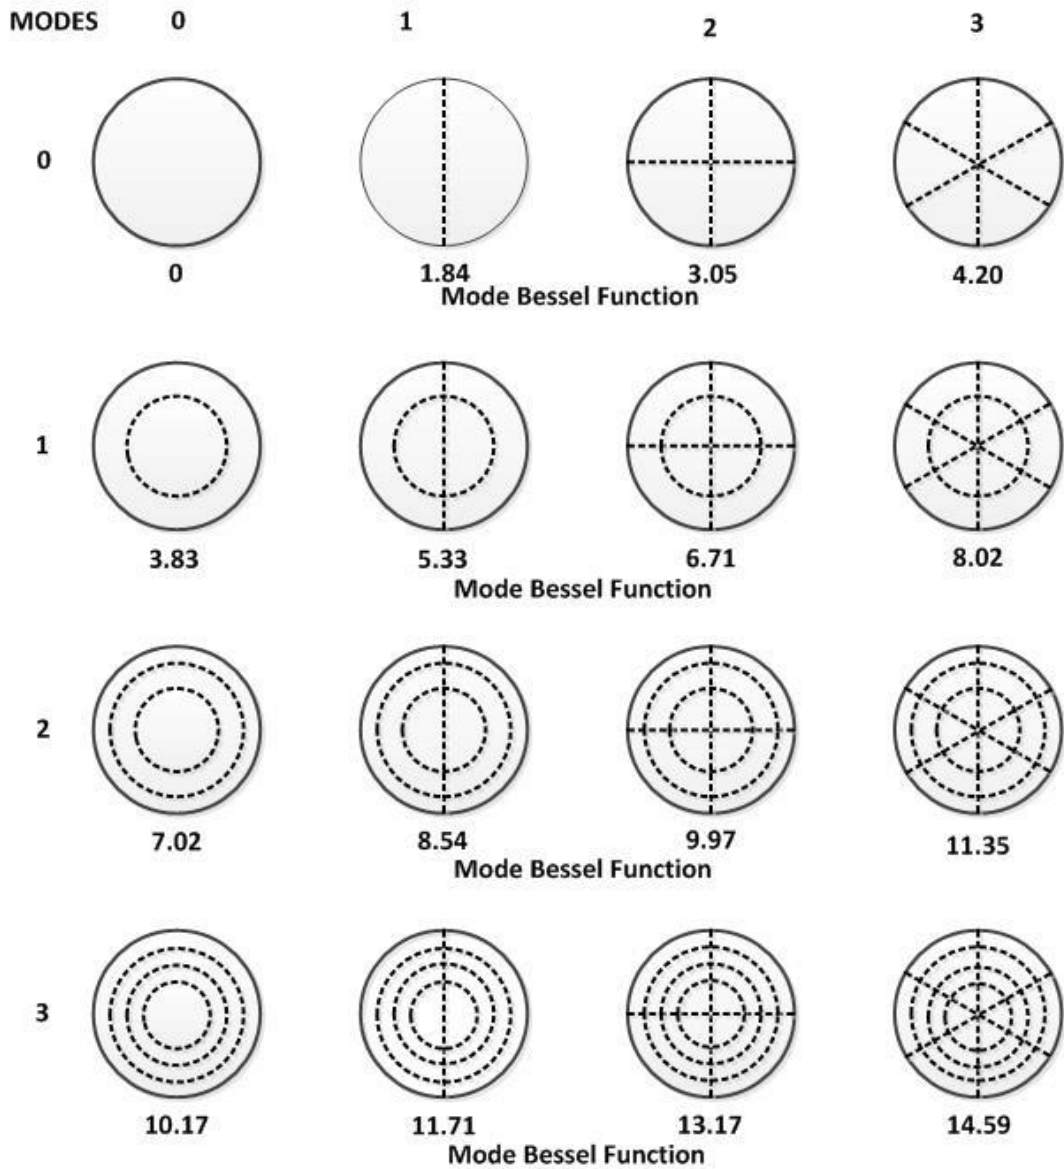 MODES 0 1 2 3
0
0 1.84 3.05 4.20
Mode Bessel Function
1
3.83 5.33 6.71 8.02
Mode Bessel Function
2
7.02 8.54 9.97 11.35
Mode Bessel Function
3
10.17 11.71 13.17 14.59
Mode Bessel Function